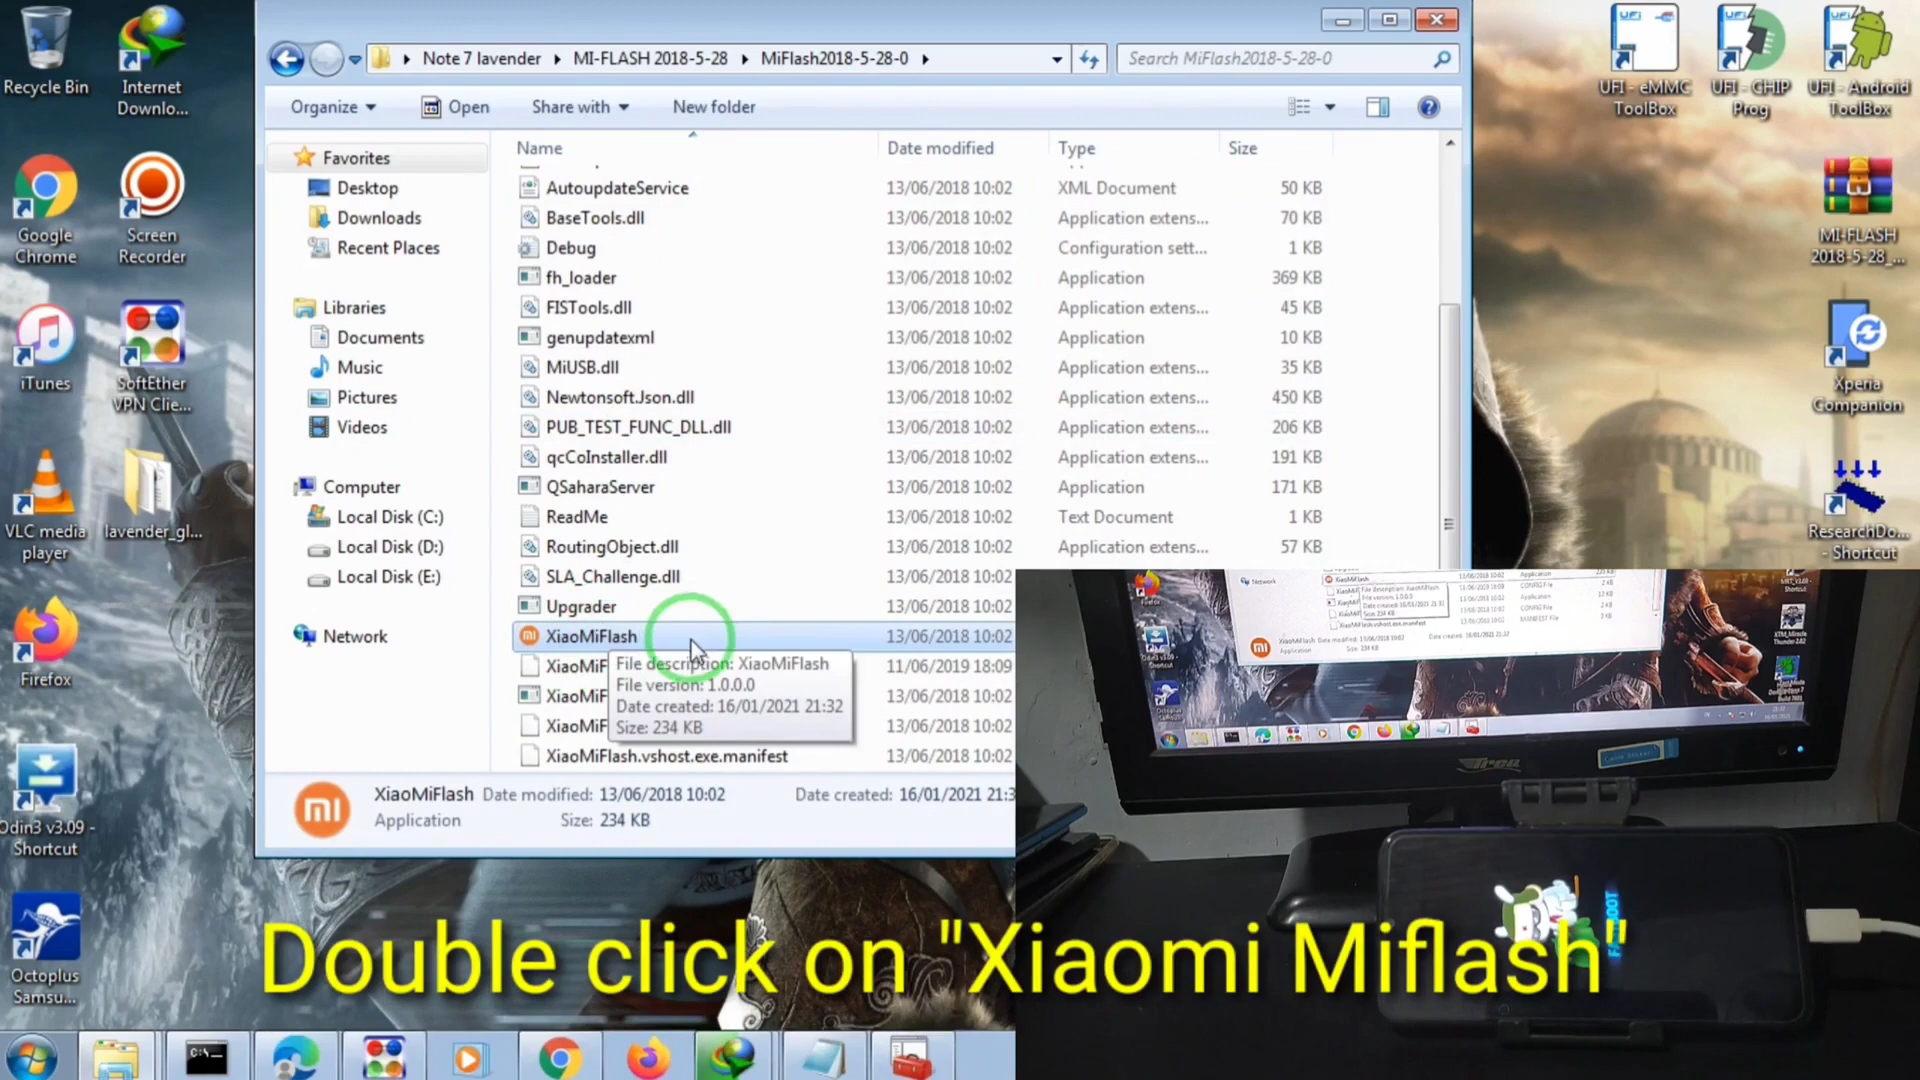 Recycle Bin
Internet
Downlo...
Google
Chrome
Screen
Recorder
iTunes
SoftEther
VPN Clie...
VLC media
player
lavender_gl...
Firefox
Odin3 v3.09 -
Shortcut
Octoplus
Samsu...
Note 7 lavender
MI-FLASH 2018-5-28
MiFlash2018-5-28-0
Search MiFlash2018-5-28-0
Organize
Open
Share with
New folder
Favorites
Desktop
Downloads
Recent Places
Libraries
Documents
Music
Pictures
Videos
Computer
Local Disk (C:)
Local Disk (D:)
Local Disk (E:)
Network
Name Date modified Type Size
AutoupdateService 13/06/2018 10:02 XML Document 50 KB
BaseTools.dll 13/06/2018 10:02 Application extens... 70 KB
Debug 13/06/2018 10:02 Configuration sett... 1 KB
fh_loader 13/06/2018 10:02 Application 369 KB
FISTools.dll 13/06/2018 10:02 Application extens... 45 KB
genupdatexml 13/06/2018 10:02 Application 10 KB
MiUSB.dll 13/06/2018 10:02 Application extens... 35 KB
Newtonsoft.Json.dll 13/06/2018 10:02 Application extens... 450 KB
PUB_TEST_FUNC_DLL.dll 13/06/2018 10:02 Application extens... 206 KB
qcCoInstaller.dll 13/06/2018 10:02 Application extens... 191 KB
QSaharaServer 13/06/2018 10:02 Application 171 KB
ReadMe 13/06/2018 10:02 Text Document 1 KB
RoutingObject.dll 13/06/2018 10:02 Application extens... 57 KB
SLA_Challenge.dll 13/06/2018 10:02
Upgrader 13/06/2018 10:02
XiaoMiFlash 13/06/2018 10:02
XiaoMiF 11/06/2019 18:09
XiaoMiF 13/06/2018 10:02
XiaoMiF 13/06/2018 10:02
XiaoMiFlash.vshost.exe.manifest 13/06/2018 10:02
File description: XiaoMiFlash
File version: 1.0.0.0
Date created: 16/01/2021 21:32
Size: 234 KB
XiaoMiFlash Date modified: 13/06/2018 10:02 Date created: 16/01/2021 21:3
Application Size: 234 KB
UFI - eMMC
ToolBox
UFI - CHIP
Prog
UFI - Android
ToolBox
MI-FLASH
2018-5-28_...
Xperia
Companion
ResearchDo...
- Shortcut
Double click on "Xiaomi Miflash"